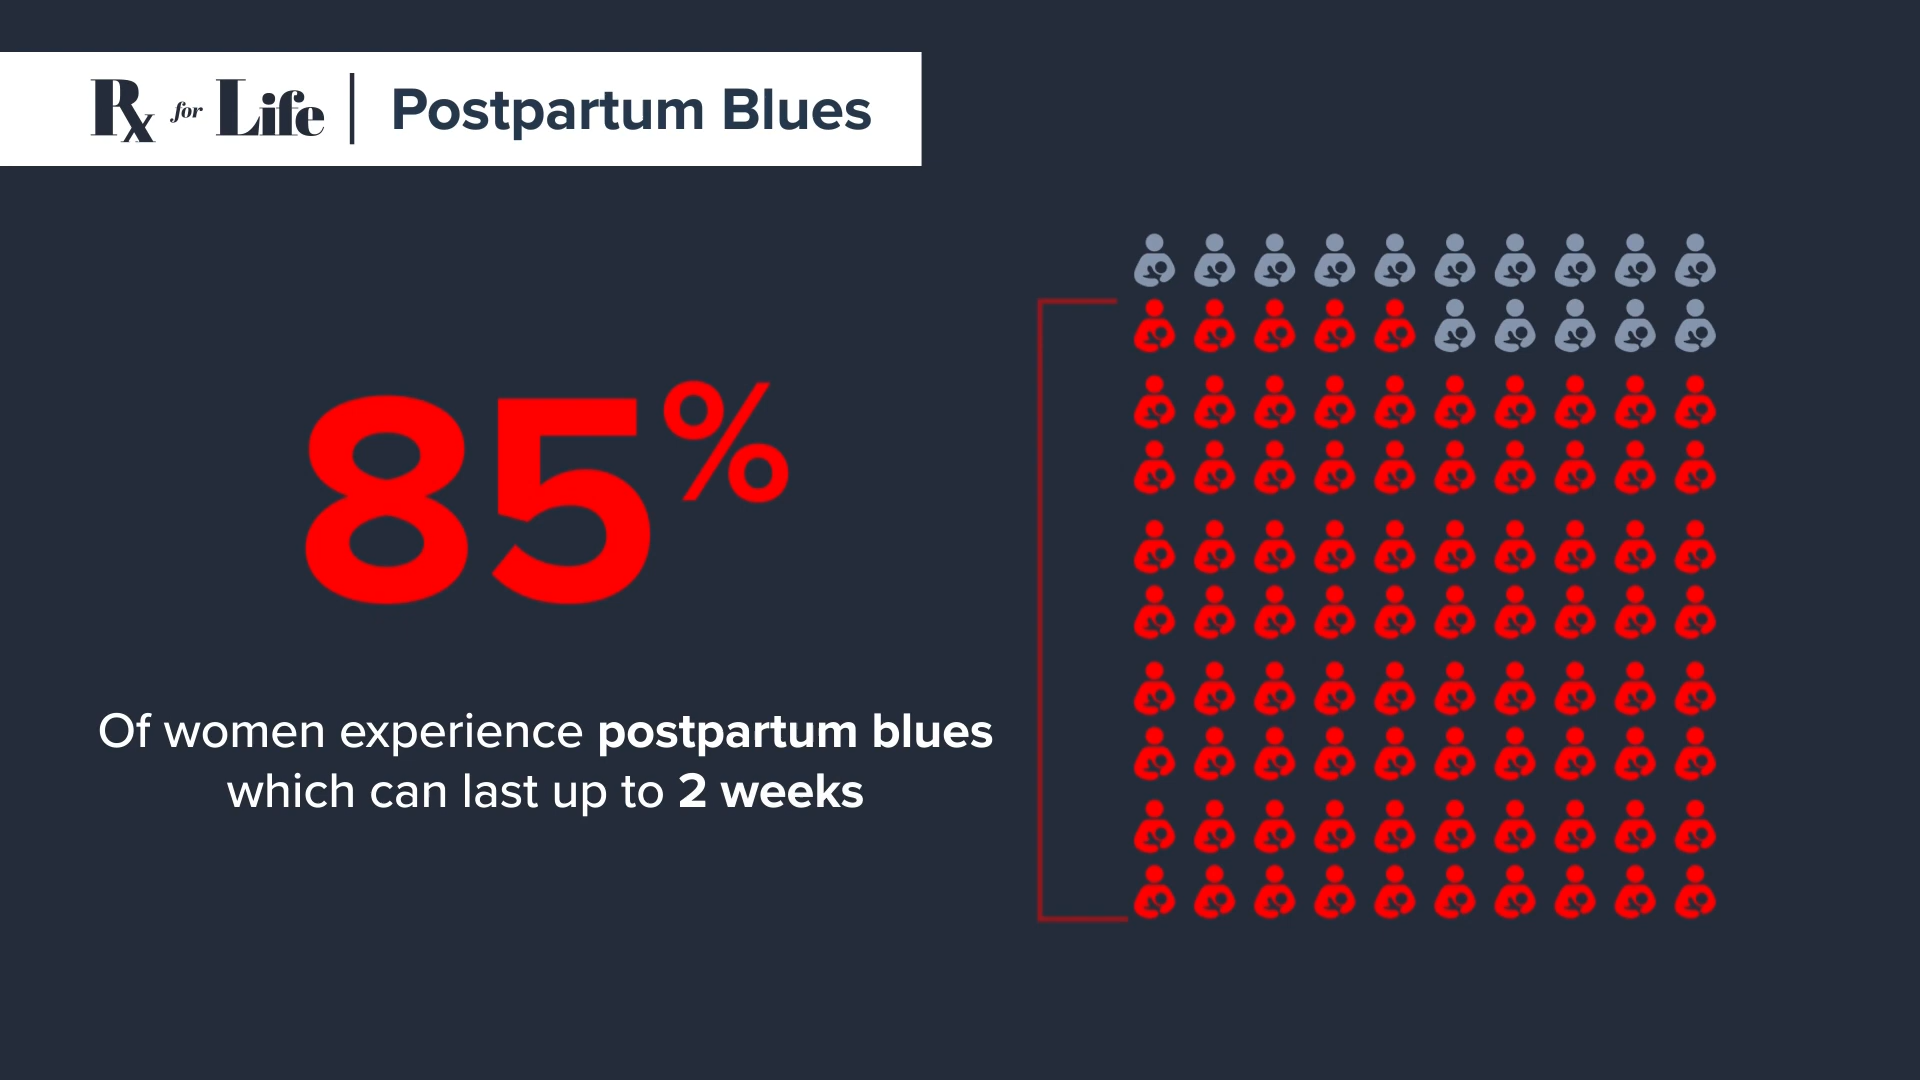 Rx for Life | Postpartum Blues
85%
Of women experience postpartum blues
which can last up to 2 weeks